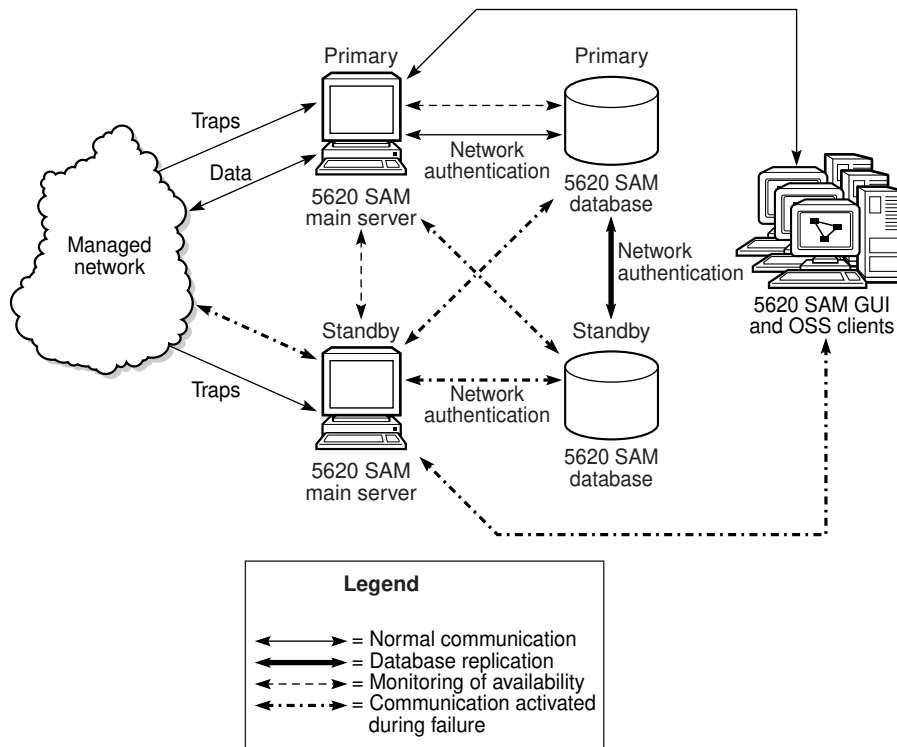 Primary
Primary
Traps
Data
Network
authentication
5620 SAM
main server
5620 SAM
database
Managed
network
Network
authentication
5620 SAM GUI
and OSS clients
Standby
Standby
Traps
Network
authentication
5620 SAM
main server
5620 SAM
database
Legend
= Normal communication
= Database replication
= Monitoring of availability
= Communication activated
during failure